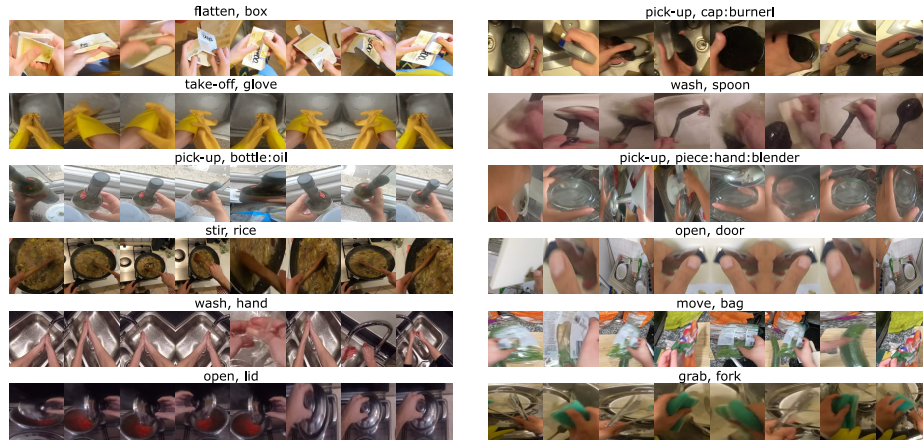 flatten, box
take-off, glove
pick-up, bottle:oil
stir, rice
wash, hand
open, lid
pick-up, cap:burnerl
wash, spoon
pick-up, piece:hand:blender
open, door
move, bag
grab, fork